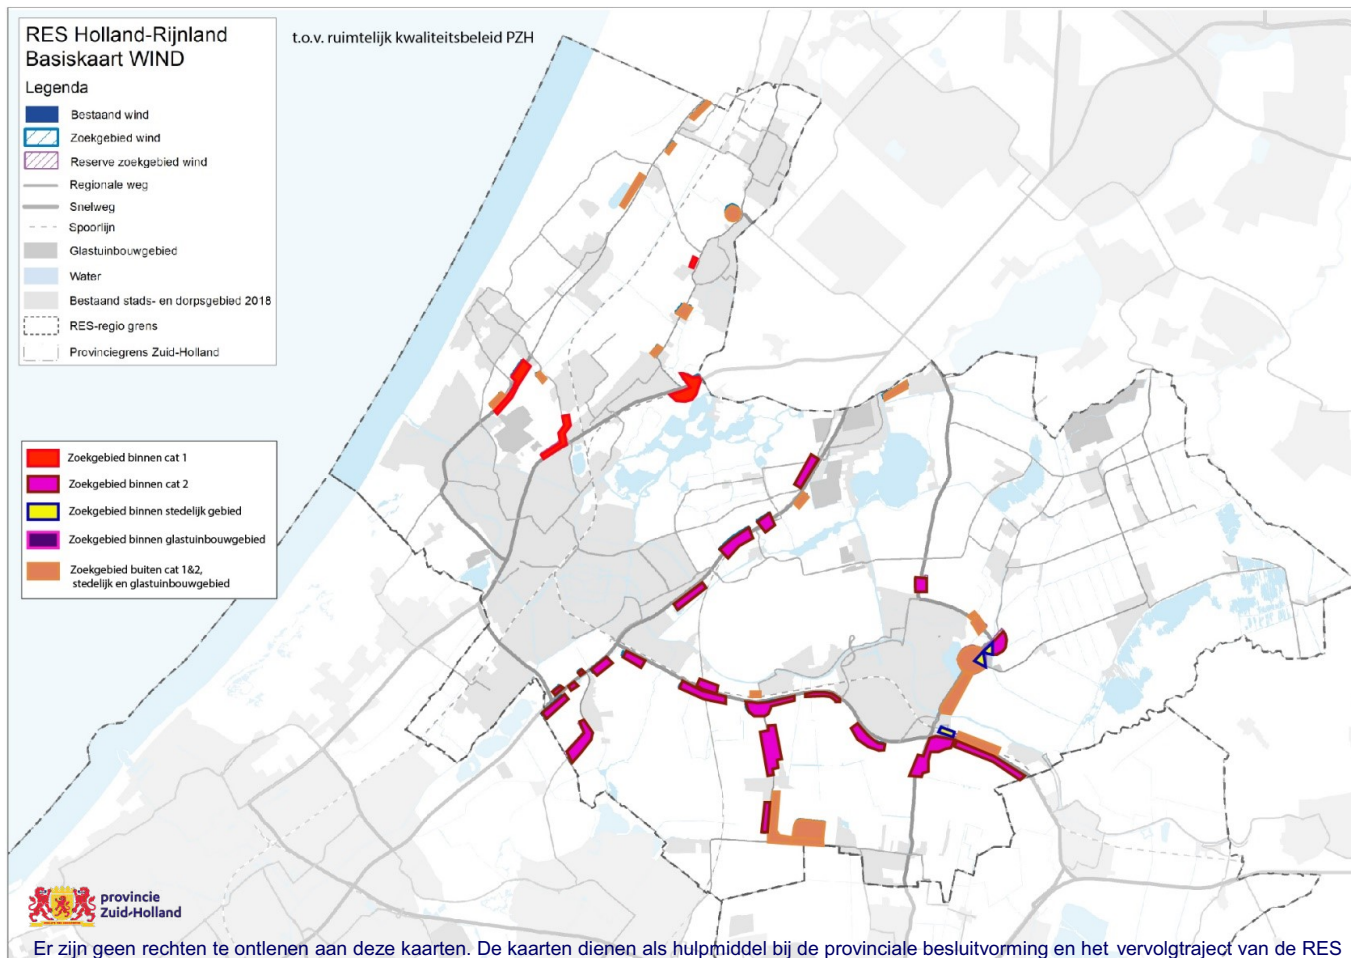 RES Holland-Rijnland
Basiskaart WIND
t.o.v. ruimtelijk kwaliteitsbeleid PZH
Legenda
Bestaand wind
Zoekgebied wind
Reserve zoekgebied wind
Regionale weg
Snelweg
Spoorlijn
Glastuinbouwgebied
Water
Bestaand stads- en dorpsgebied 2018
RES-regio grens
Provinciegrens Zuid-Holland
Zoekgebied binnen cat 1
Zoekgebied binnen cat 2
Zoekgebied binnen stedelijk gebied
Zoekgebied binnen glastuinbouwgebied
Zoekgebied buiten cat 1&2,
stedelijk en glastuinbouwgebied
provincie
Zuid-Holland
Er zijn geen rechten te ontlenen aan deze kaarten. De kaarten dienen als hulpmiddel bij de provinciale besluitvorming en het vervolgtraject van de RES